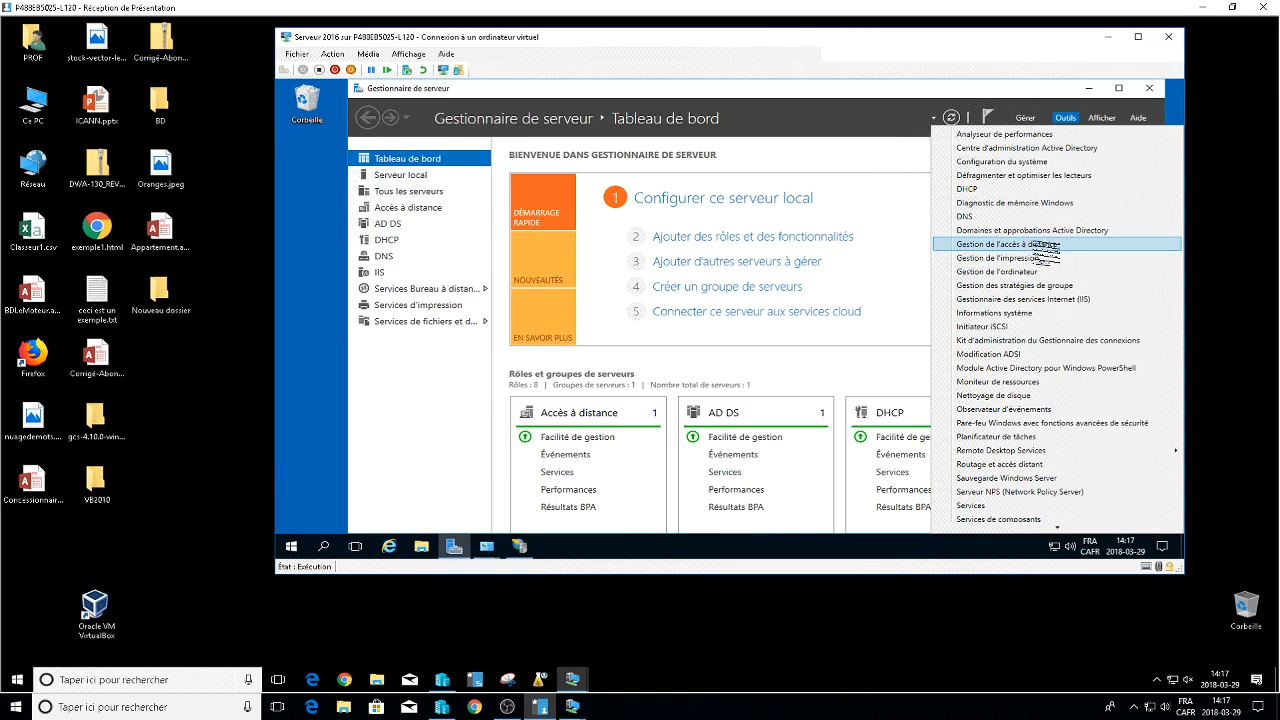 P488EB5025-L120 - Réception de Présentation
PROF
stock-vector-le...
Corrigé-Abon...
Ce PC
ICANN.pptx
BD
Réseau
DWA-130_REV...
Oranges.jpeg
Classeur1.csv
exemple1.html
Appartement.a...
BDLeMoteur.a...
ceci est un
exemple.txt
Nouveau dossier
Firefox
Corrigé-Abon...
nuagedemots....
gcs-4.10.0-win...
Concessionnair...
VB2010
Oracle VM
VirtualBox
Corbeille
Serveur 2016 sur P488EB5025-L120 - Connexion à un ordinateur virtuel
Fichier Action Média Affichage Aide
Corbeille
Gestionnaire de serveur
Gestionnaire de serveur • Tableau de bord
Gérer Outils Afficher Aide
Tableau de bord
Serveur local
Tous les serveurs
Accès à distance
AD DS
DHCP
DNS
IIS
Services Bureau à distan...
Services d'impression
Services de fichiers et d...
BIENVENUE DANS GESTIONNAIRE DE SERVEUR
DÉMARRAGE
RAPIDE
NOUVEAUTÉS
EN SAVOIR PLUS
1 Configurer ce serveur local
2 Ajouter des rôles et des fonctionnalités
3 Ajouter d'autres serveurs à gérer
4 Créer un groupe de serveurs
5 Connecter ce serveur aux services cloud
Rôles et groupes de serveurs
Rôles : 8 | Groupes de serveurs : 1 | Nombre total de serveurs : 1
Accès à distance 1
Facilité de gestion
Événements
Services
Performances
Résultats BPA
AD DS 1
Facilité de gestion
Événements
Services
Performances
Résultats BPA
DHCP
Facilité de ge
Événements
Services
Performances
Résultats BPA
Analyseur de performances
Centre d'administration Active Directory
Configuration du système
Défragmenter et optimiser les lecteurs
DHCP
Diagnostic de mémoire Windows
DNS
Domaines et approbations Active Directory
Gestion de l'accès à
Gestion de l'impression
Gestion de l'ordinateur
Gestion des stratégies de groupe
Gestionnaire des services Internet (IIS)
Informations système
Initiateur iSCSI
Kit d'administration du Gestionnaire des connexions
Modification ADSI
Module Active Directory pour Windows PowerShell
Moniteur de ressources
Nettoyage de disque
Observateur d'événements
Pare-feu Windows avec fonctions avancées de sécurité
Planificateur de tâches
Remote Desktop Services
Routage et accès distant
Sauvegarde Windows Server
Serveur NPS (Network Policy Server)
Services
Services de composants
FRA
CAFR
14:17
2018-03-29
État : Exécution
Taper ici pour rechercher
14:17
2018-03-29
Taper ici pour rechercher
FRA
CAFR
14:17
2018-03-29